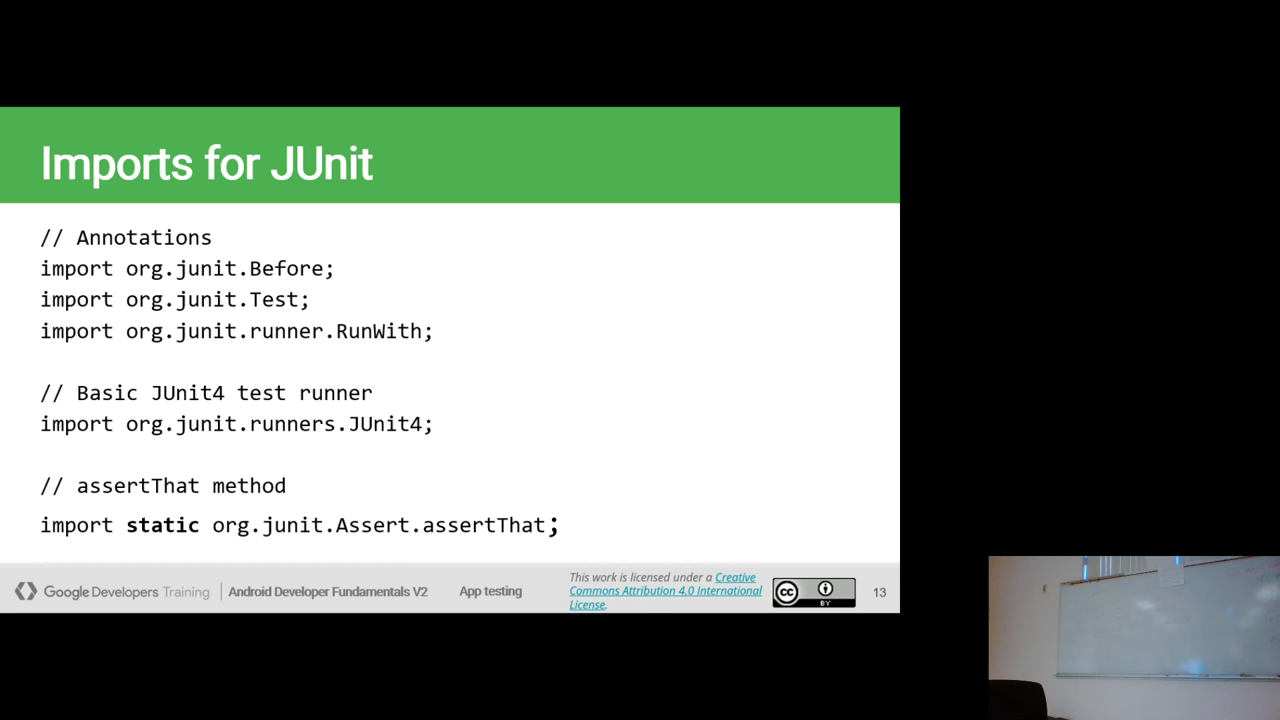 Imports for JUnit
// Annotations
import org.junit.Before;
import org.junit.Test;
import org.junit.runner.RunWith;
// Basic JUnit4 test runner
import org.junit.runners.JUnit4;
// assertThat method
import static org.junit.Assert.assertThat;
Google Developers Training
Android Developer Fundamentals V2
App testing
This work is licensed under a Creative
Commons Attribution 4.0 International
License.
cc
BY
13